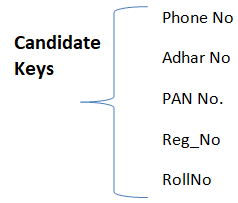 Candidate
Keys
Phone No
Adhar No
PAN No.
Reg_No
RollNo